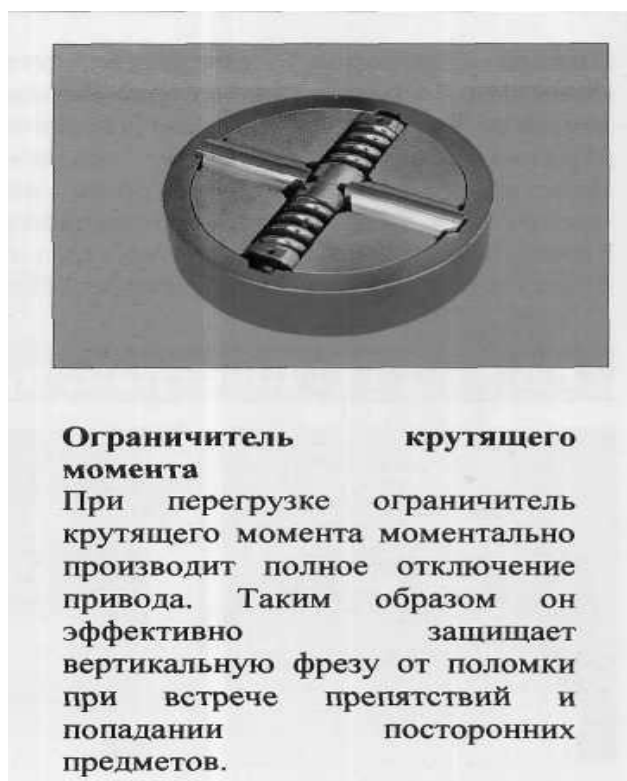 Ограничитель крутящего
момента
При перегрузке ограничитель
крутящего момента моментально
производит полное отключение
привода. Таким образом он
эффективно защищает
вертикальную фрезу от поломки
при встрече препятствий и
попадании посторонних
предметов.